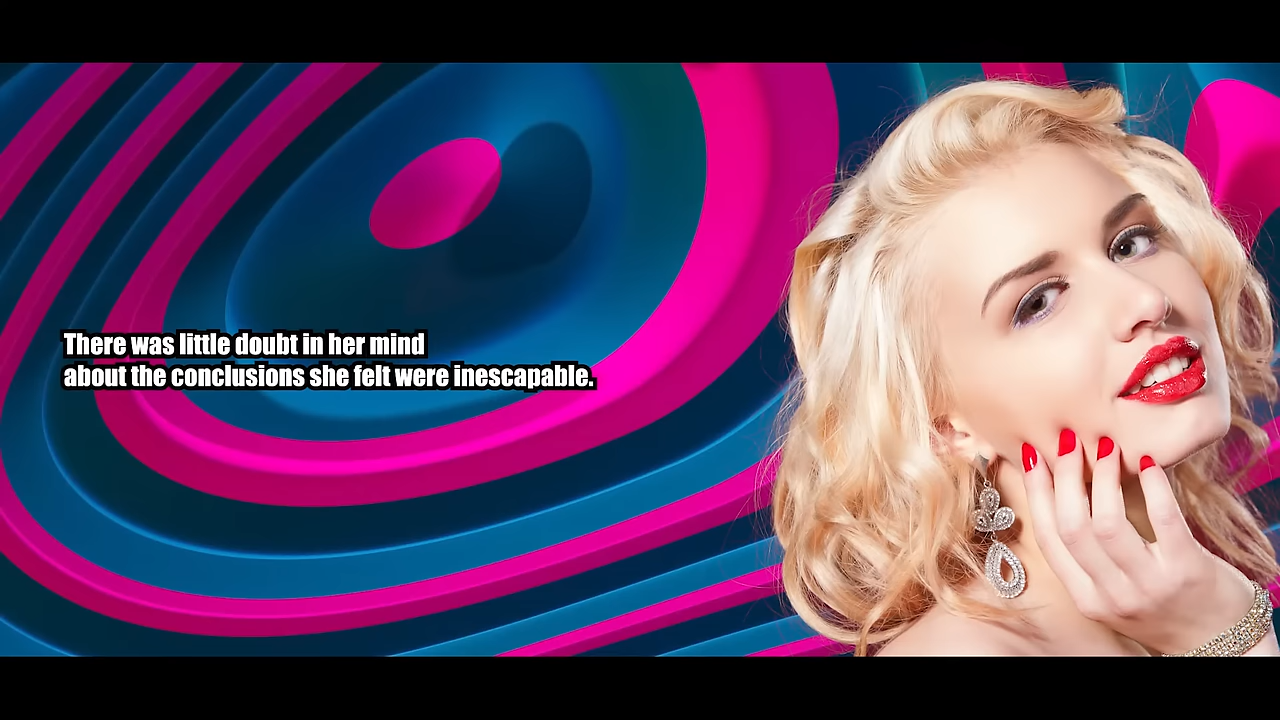 There was little doubt in her mind
about the conclusions she felt were inescapable.